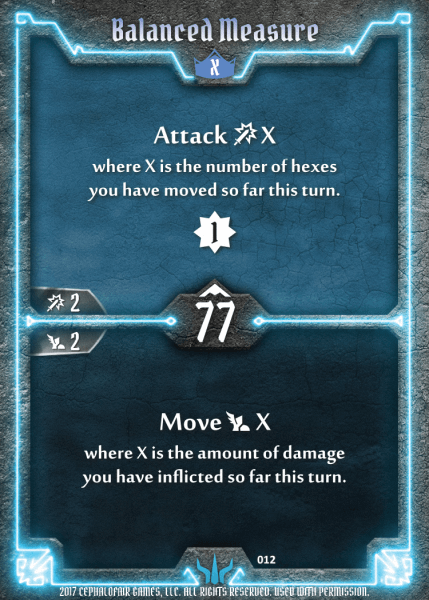 Balanced Measure
X
Attack X
where X is the number of hexes
you have moved so far this turn.
1
2
77
2
Move X
where X is the amount of damage
you have inflicted so far this turn.
012
2017 CEPHALOFAIR GAMES, LLC. ALL RIGHTS RESERVED. USED WITH PERMISSION.